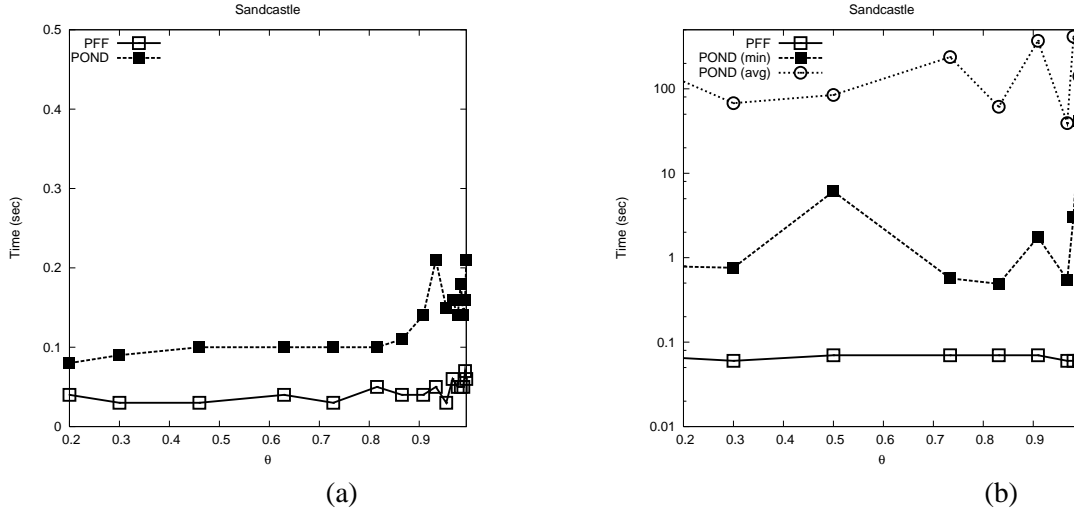 Sandcastle
0.5
0.4
0.3
0.2
0.1
0
Time (sec)
PFF
POND
0.2 0.3 0.4 0.5 0.6 0.7 0.8 0.9
θ
(a)
Sandcastle
100
10
1
0.1
0.01
Time (sec)
PFF
POND (min)
POND (avg)
0.2 0.3 0.4 0.5 0.6 0.7 0.8 0.9
θ
(b)